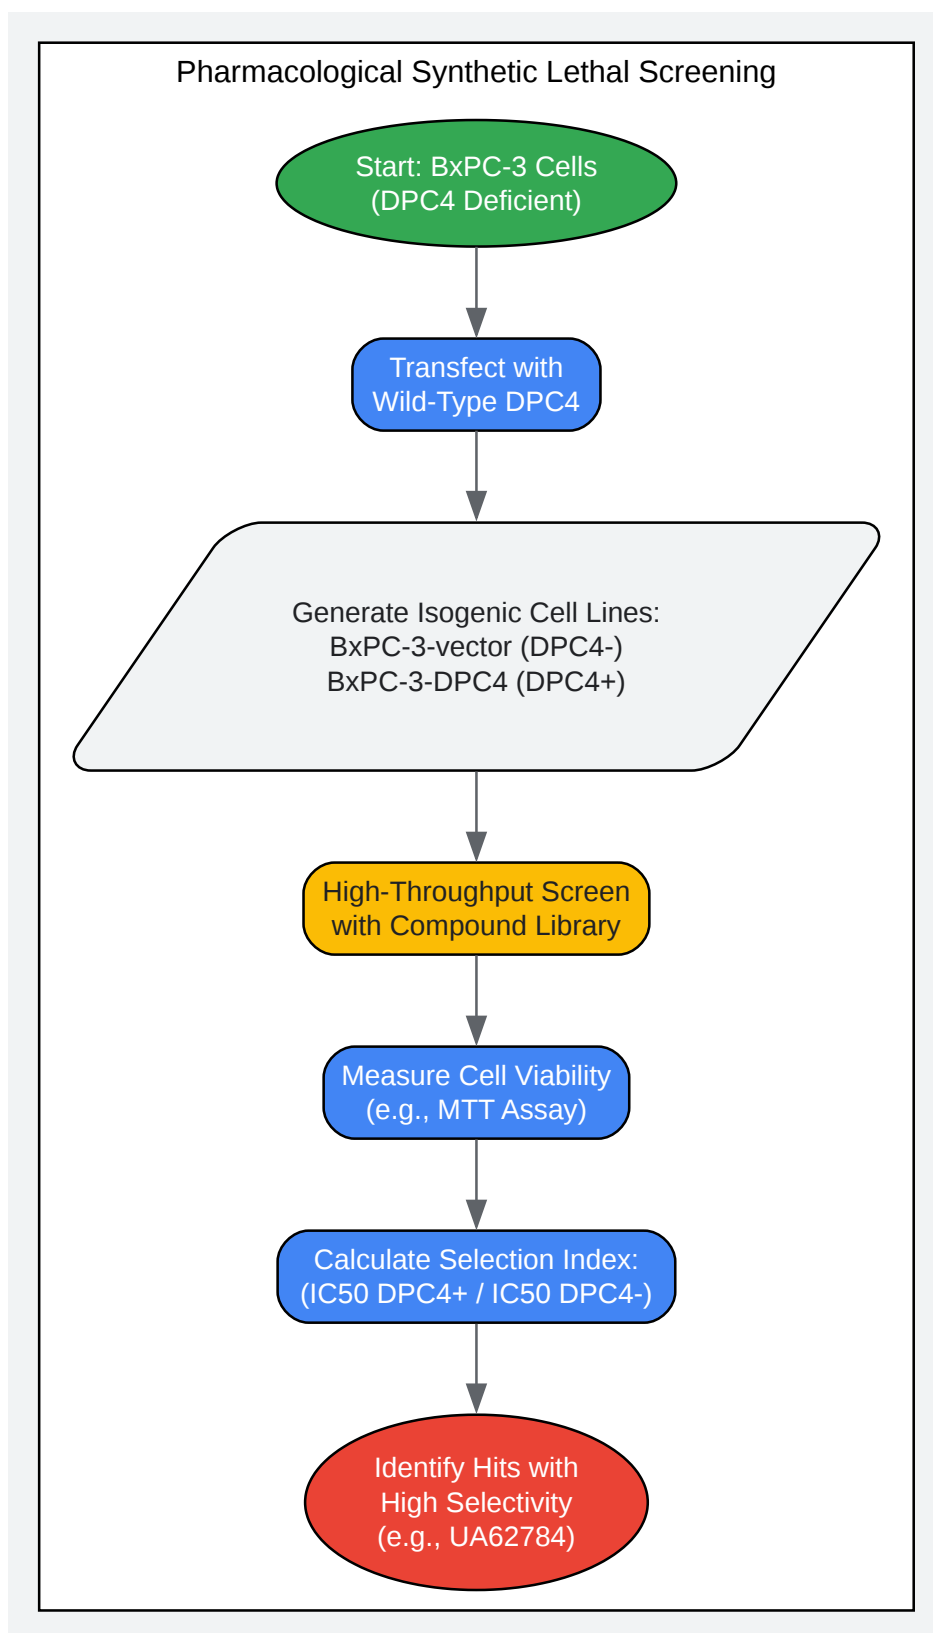 Pharmacological Synthetic Lethal Screening
Start: BxPC-3 Cells
(DPC4 Deficient)
Transfect with
Wild-Type DPC4
Generate Isogenic Cell Lines:
BxPC-3-vector (DPC4-)
BxPC-3-DPC4 (DPC4+)
High-Throughput Screen
with Compound Library
Measure Cell Viability
(e.g., MTT Assay)
Calculate Selection Index:
(IC50 DPC4+ / IC50 DPC4-)
Identify Hits with
High Selectivity
(e.g., UA62784)